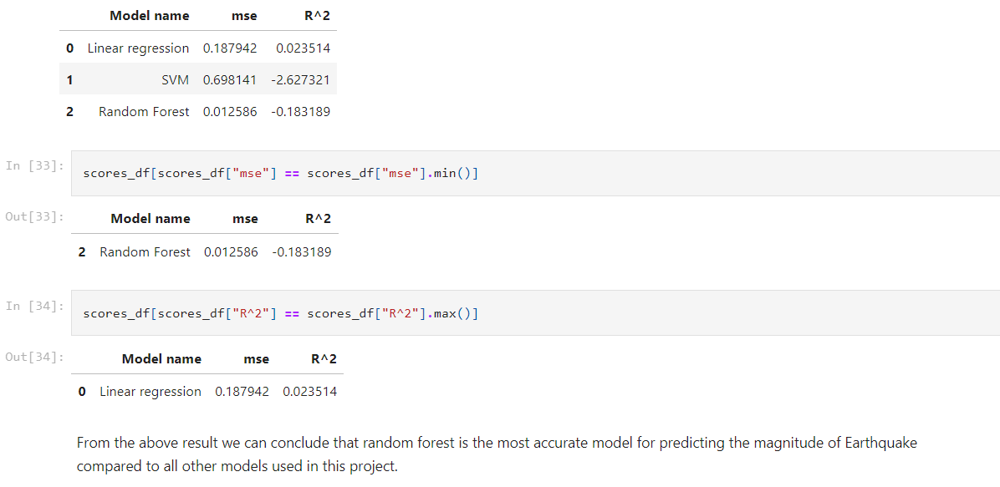 Model name mse R^2
0 Linear regression 0.187942 0.023514
1 SVM 0.698141 -2.627321
2 Random Forest 0.012586 -0.183189
In [33]: scores_df[scores_df["mse"] == scores_df["mse"].min()]
Out[33]: Model name mse R^2
2 Random Forest 0.012586 -0.183189
In [34]: scores_df[scores_df["R^2"] == scores_df["R^2"].max()]
Out[34]: Model name mse R^2
0 Linear regression 0.187942 0.023514
From the above result we can conclude that random forest is the most accurate model for predicting the magnitude of Earthquake
compared to all other models used in this project.